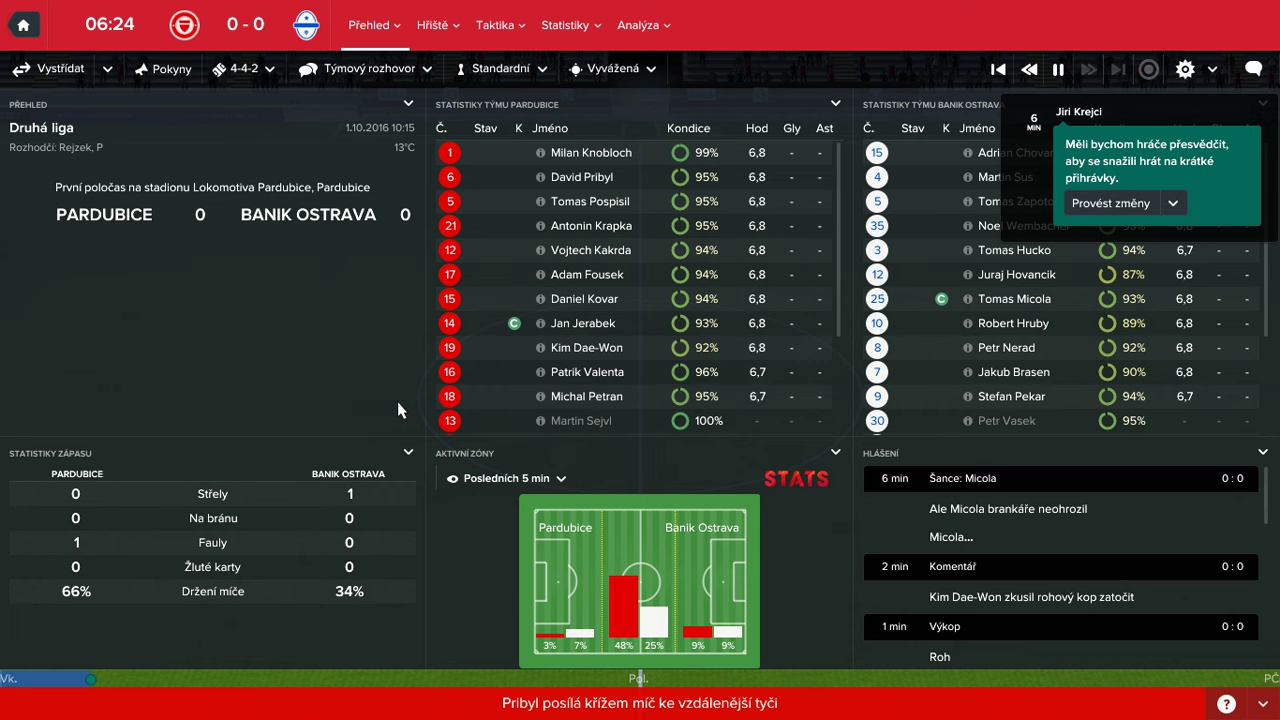 06:24
0 - 0
Přehled
Hřiště
Taktika
Statistiky
Analýza
Vystřídat
Pokyny
4-4-2
Týmový rozhovor
Standardní
Vyvážená
PŘEHLED
Druhá liga
1.10.2016 10:15
Rozhodčí: Rejzek, P
13°C
První poločas na stadionu Lokomotiva Pardubice, Pardubice
PARDUBICE 0 BANIK OSTRAVA 0
STATISTIKY TÝMU PARDUBICE
Č. Stav K Jméno Kondice Hod Gly Ast
1 Milan Knobloch 99% 6,8 - -
6 David Pribyl 95% 6,8 - -
5 Tomas Pospisil 95% 6,8 - -
21 Antonin Krapka 95% 6,8 - -
12 Vojtech Kakrda 94% 6,8 - -
17 Adam Fousek 94% 6,8 - -
15 Daniel Kovar 94% 6,8 - -
14 C Jan Jerabek 93% 6,8 - -
19 Kim Dae-Won 92% 6,8 - -
16 Patrik Valenta 96% 6,7 - -
18 Michal Petran 95% 6,7 - -
13 Martin Sejvl 100% - - -
STATISTIKY TÝMU BANIK OSTRAVA
Č. Stav K Jméno
15
4 Martin Sus
5
35
3 Tomas Hucko 94% 6,7 - -
12 Juraj Hovancik 87% 6,8 - -
25 C Tomas Micola 93% 6,8 - -
10 Robert Hruby 89% 6,8 - -
8 Petr Nerad 92% 6,8 - -
7 Jakub Brasen 90% 6,8 - -
9 Stefan Pekar 94% 6,7 - -
30 Petr Vasek 95% - - -
6
MIN
Jiri Krejci
Měli bychom hráče přesvědčit,
aby se snažili hrát na krátké
přihrávky.
Provést změny
STATISTIKY ZÁPASU
PARDUBICE BANIK OSTRAVA
0 Střely 1
0 Na bránu 0
1 Fauly 0
0 Žluté karty 0
66% Držení míče 34%
AKTIVNÍ ZÓNY
Posledních 5 min
STATS
Pardubice Banik Ostrava
3% 7% 48% 25% 9% 9%
HLÁŠENÍ
6 min Šance: Micola 0 : 0
Ale Micola brankáře neohrozil
Micola...
2 min Komentář 0 : 0
Kim Dae-Won zkusil rohový kop zatočit
1 min Výkop 0 : 0
Roh
Vk. Pol. PČ
Pribyl posílá křížem míč ke vzdálenější tyči
?